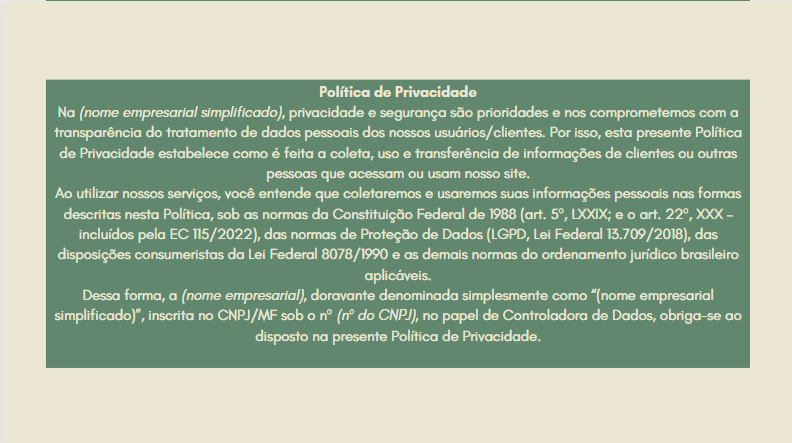 Política de Privacidade
Na (nome empresarial simplificado), privacidade e segurança são prioridades e nos comprometemos com a
transparência do tratamento de dados pessoais dos nossos usuários/clientes. Por isso, esta presente Política
de Privacidade estabelece como é feita a coleta, uso e transferência de informações de clientes ou outras
pessoas que acessam ou usam nosso site.
Ao utilizar nossos serviços, você entende que coletaremos e usaremos suas informações pessoais nas formas
descritas nesta Política, sob as normas da Constituição Federal de 1988 (art. 5º, LXXIX; e o art. 22º, XXX –
incluídos pela EC 115/2022), das normas de Proteção de Dados (LGPD, Lei Federal 13.709/2018), das
disposições consumeristas da Lei Federal 8078/1990 e as demais normas do ordenamento jurídico brasileiro
aplicáveis.
Dessa forma, a (nome empresarial), doravante denominada simplesmente como “(nome empresarial
simplificado)”, inscrita no CNPJ/MF sob o nº (nº do CNPJ), no papel de Controladora de Dados, obriga-se ao
disposto na presente Política de Privacidade.